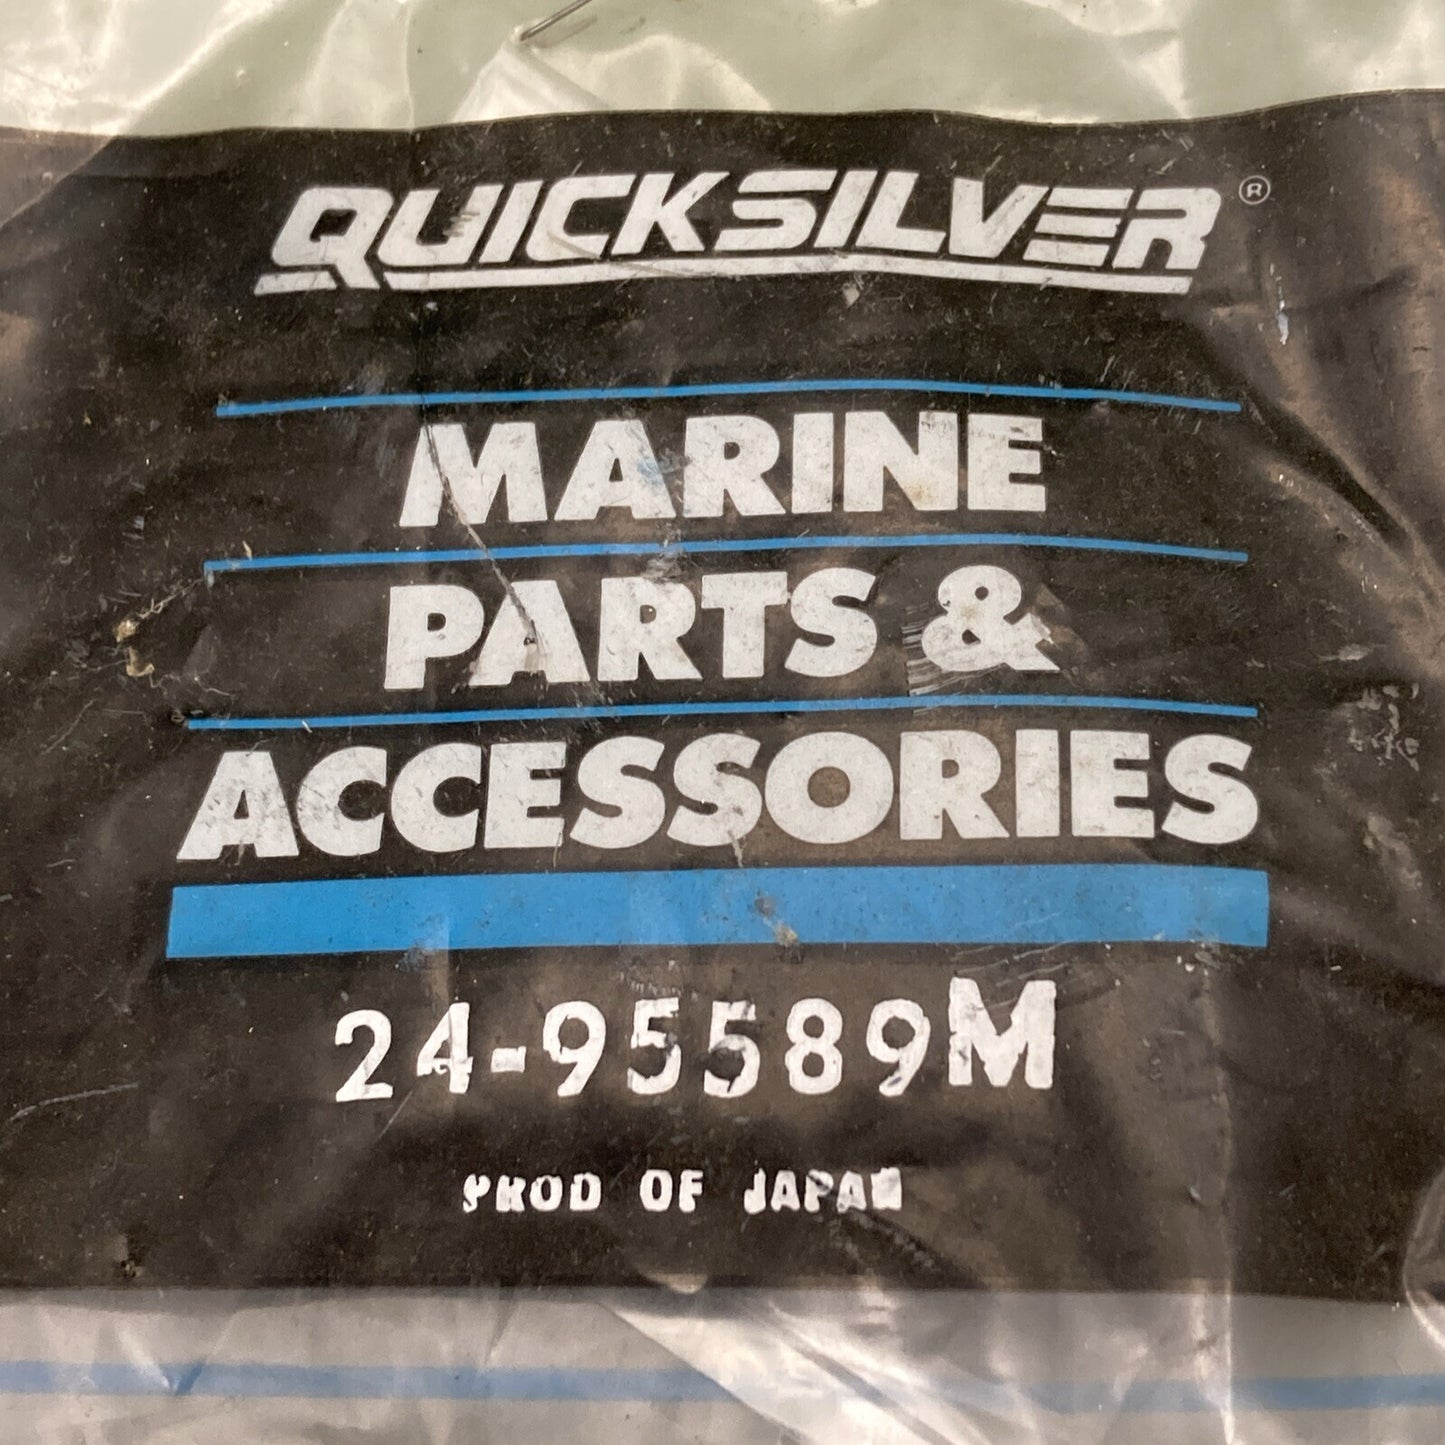 QUICKSILVER®
MARINE
PARTS &
ACCESSORIES
24-95589M
PROD OF JAPAN